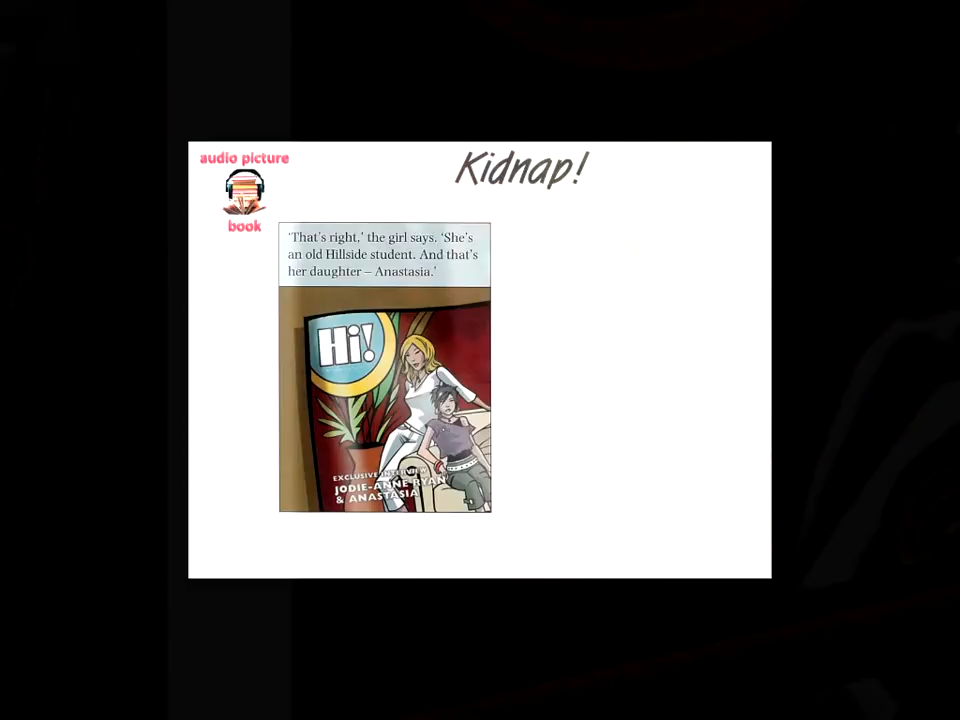 audio picture
book
Kidnap!
‘That’s right,’ the girl says. ‘She’s
an old Hillside student. And that’s
her daughter – Anastasia.’
Hi!
EXCLUSIVE INTERVIEW
JODIE-ANNE RYAN
& ANASTASIA